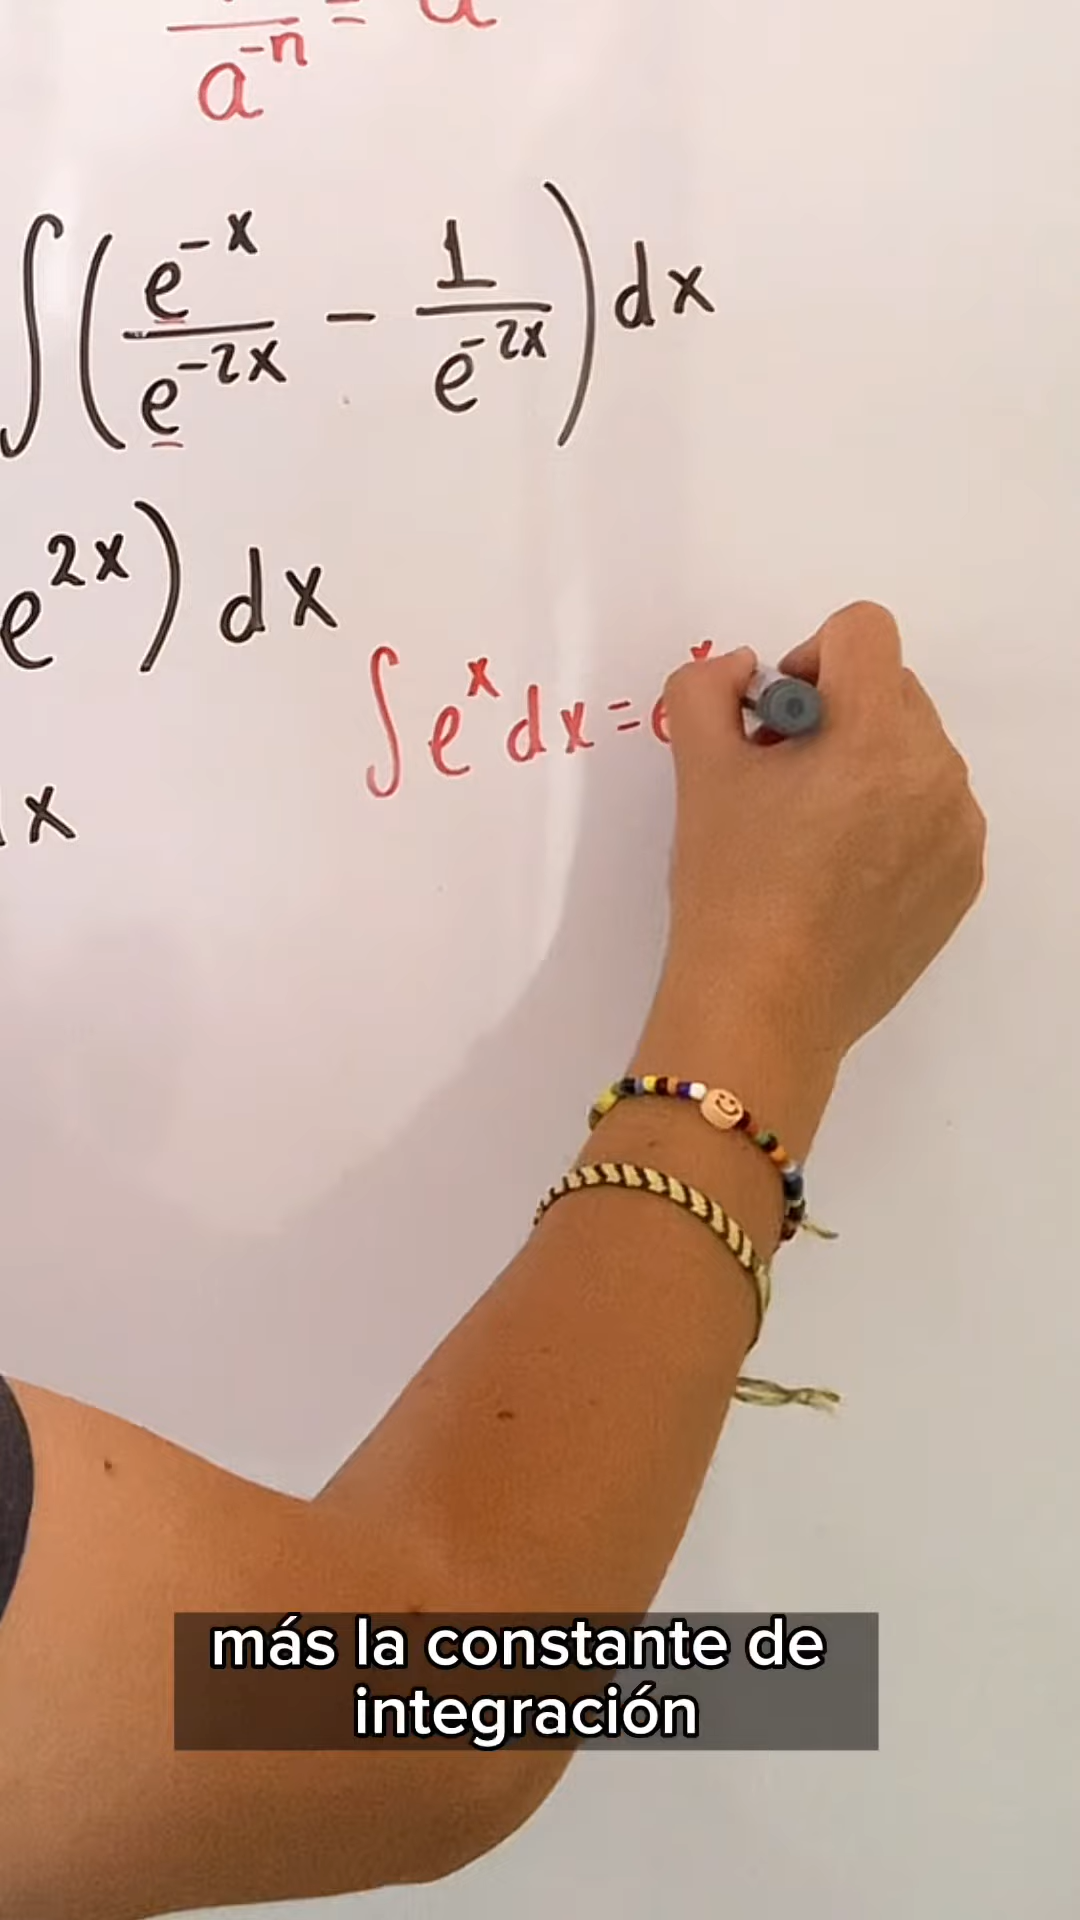 a⁻ⁿ = a
∫(e⁻ˣ/e⁻²ˣ - 1/e⁻²ˣ)dx
e²ˣ) dx
∫eˣdx=e
x
más la constante de
integración